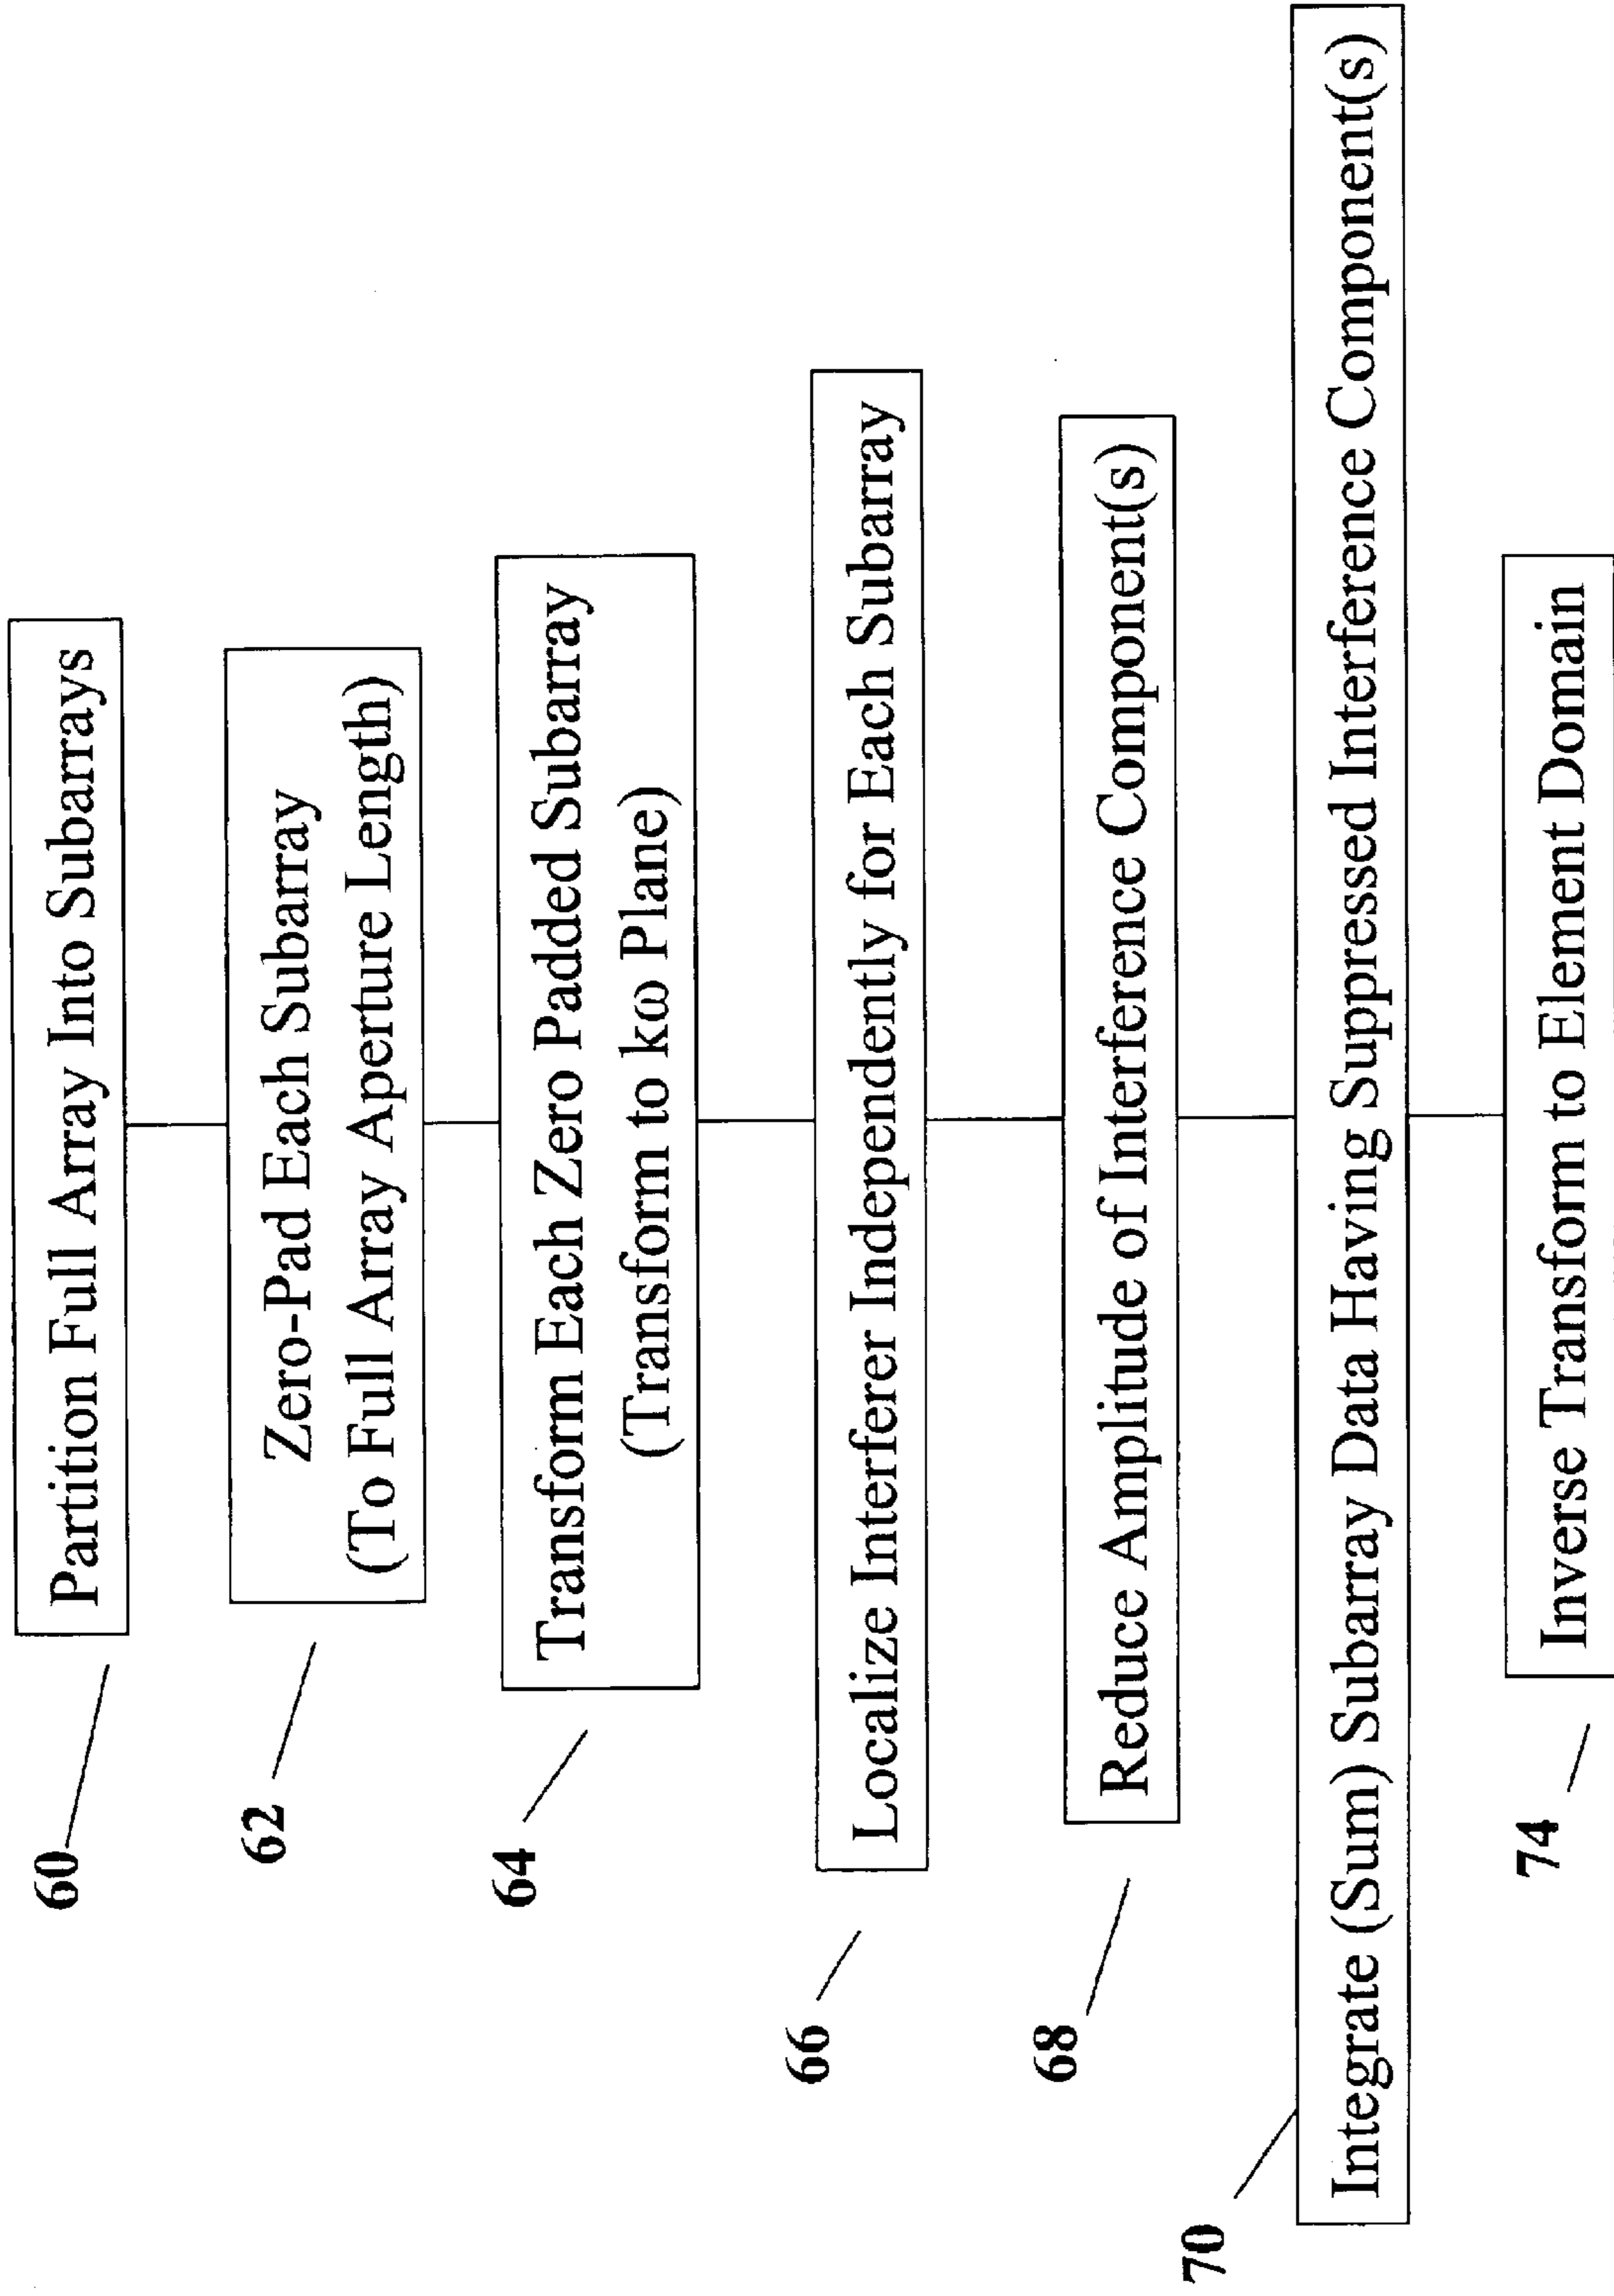 60
Partition Full Array Into Subarrays
62
Zero-Pad Each Subarray
(To Full Array Aperture Length)
64
Transform Each Zero Padded Subarray
(Transform to kω Plane)
66
Localize Interferer Independently for Each Subarray
68
Reduce Amplitude of Interference Component(s)
70
Integrate (Sum) Subarray Data Having Suppressed Interference Component(s)
74
Inverse Transform to Element Domain